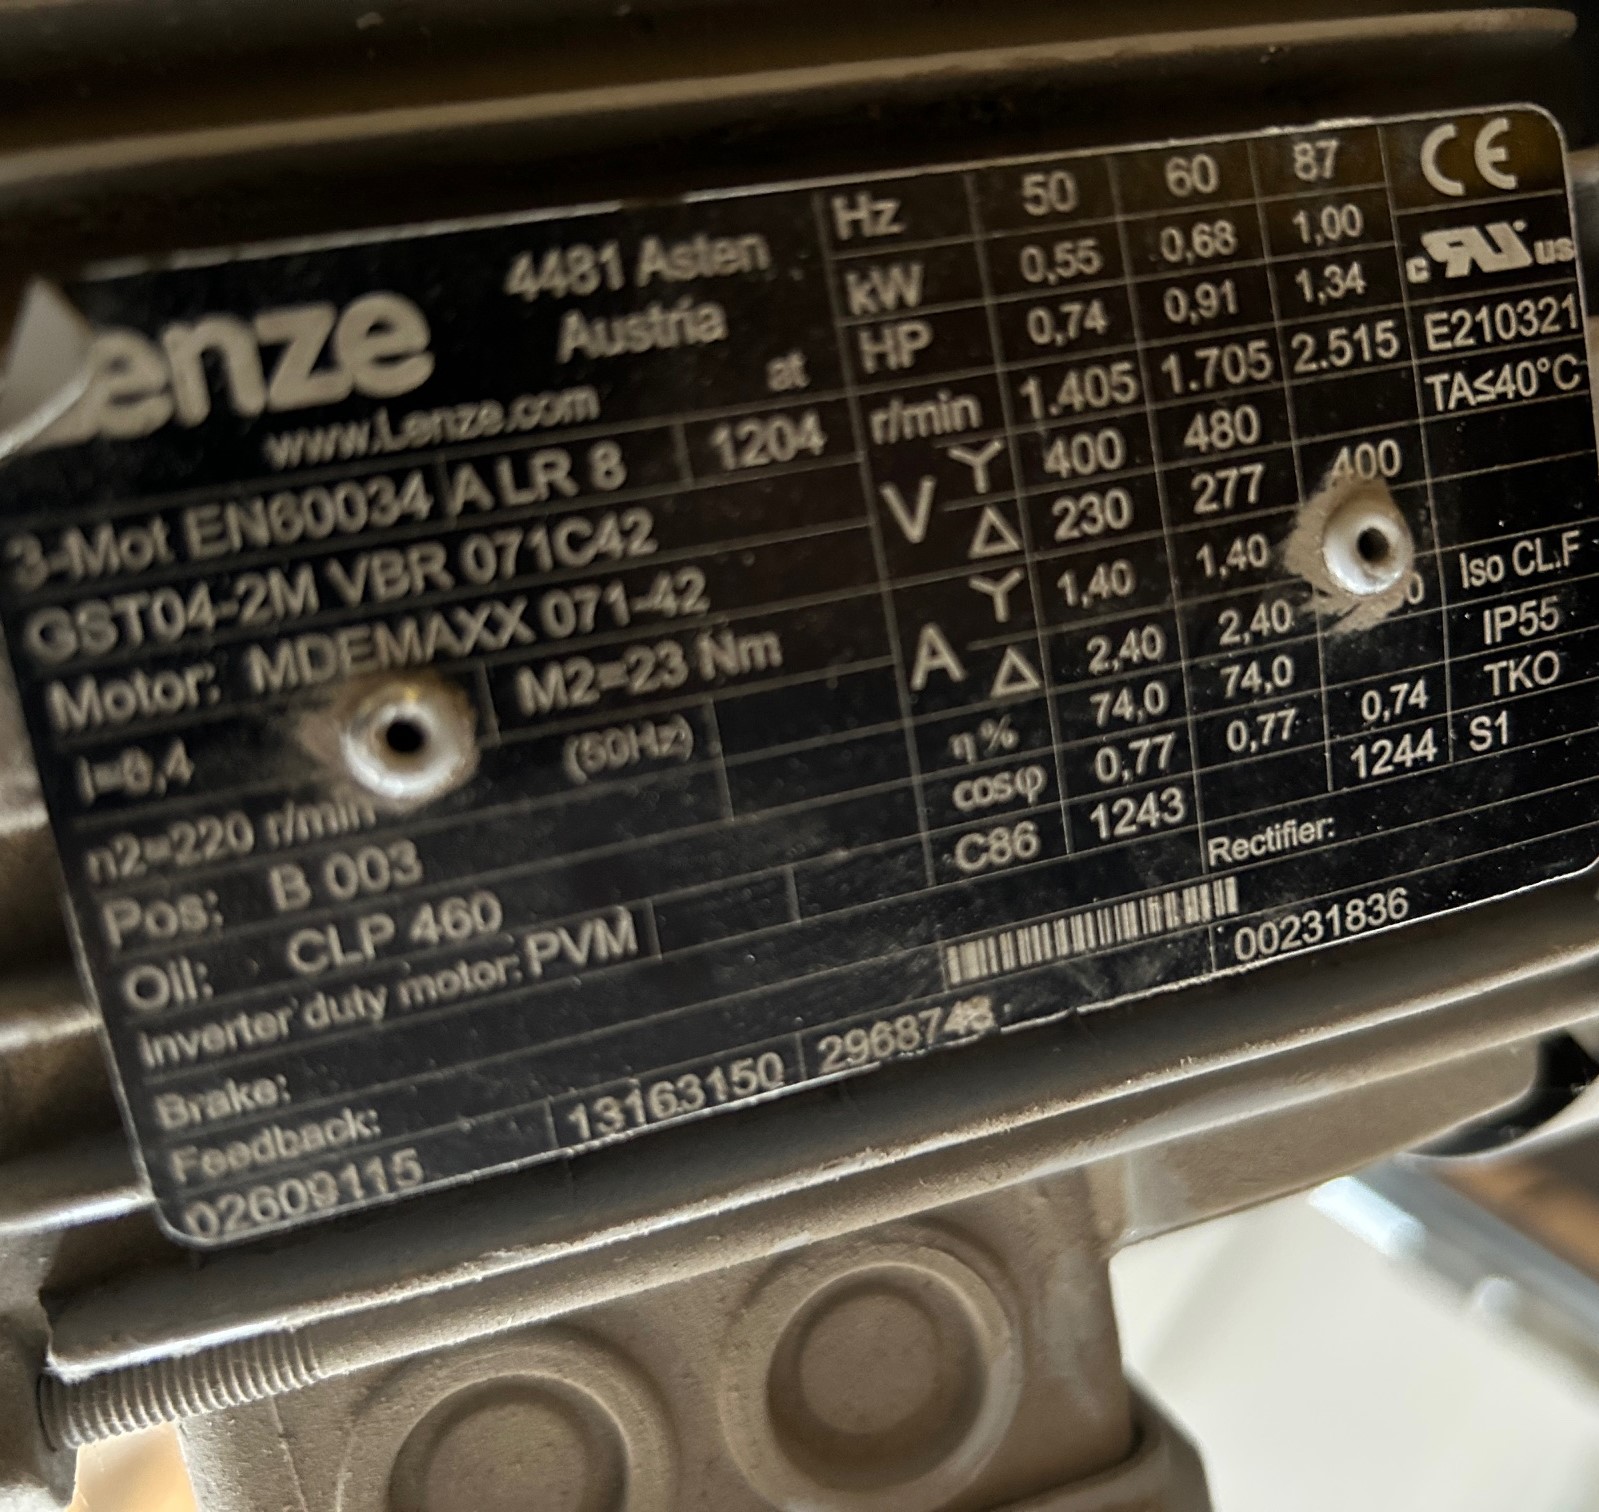 Lenze
4481 Asten
Austria
www.Lenze.com
at
3-Mot EN60034 A LR 8 1204
GST04-2M VBR 071C42
Motor: MDEMAXX 071-42
i=6,4 M2=23 Nm
n2=220 r/min (50Hz)
Pos: B 003
Oil: CLP 460
Inverter duty motor: PVM
Brake:
Feedback:
02609115 13163150
Hz 50 60 87
kW 0,55 0,68 1,00
HP 0,74 0,91 1,34
r/min 1.405 1.705 2.515
V Y 400 480
Δ 230 277 400
A Y 1,40 1,40
Δ 2,40 2,40
η% 74,0 74,0
cosφ 0,77 0,77 0,74
C86 1243 1244
CE
c RU us
E210321
TA≤40°C
Iso CL.F
IP55
TKO
S1
Rectifier:
00231836